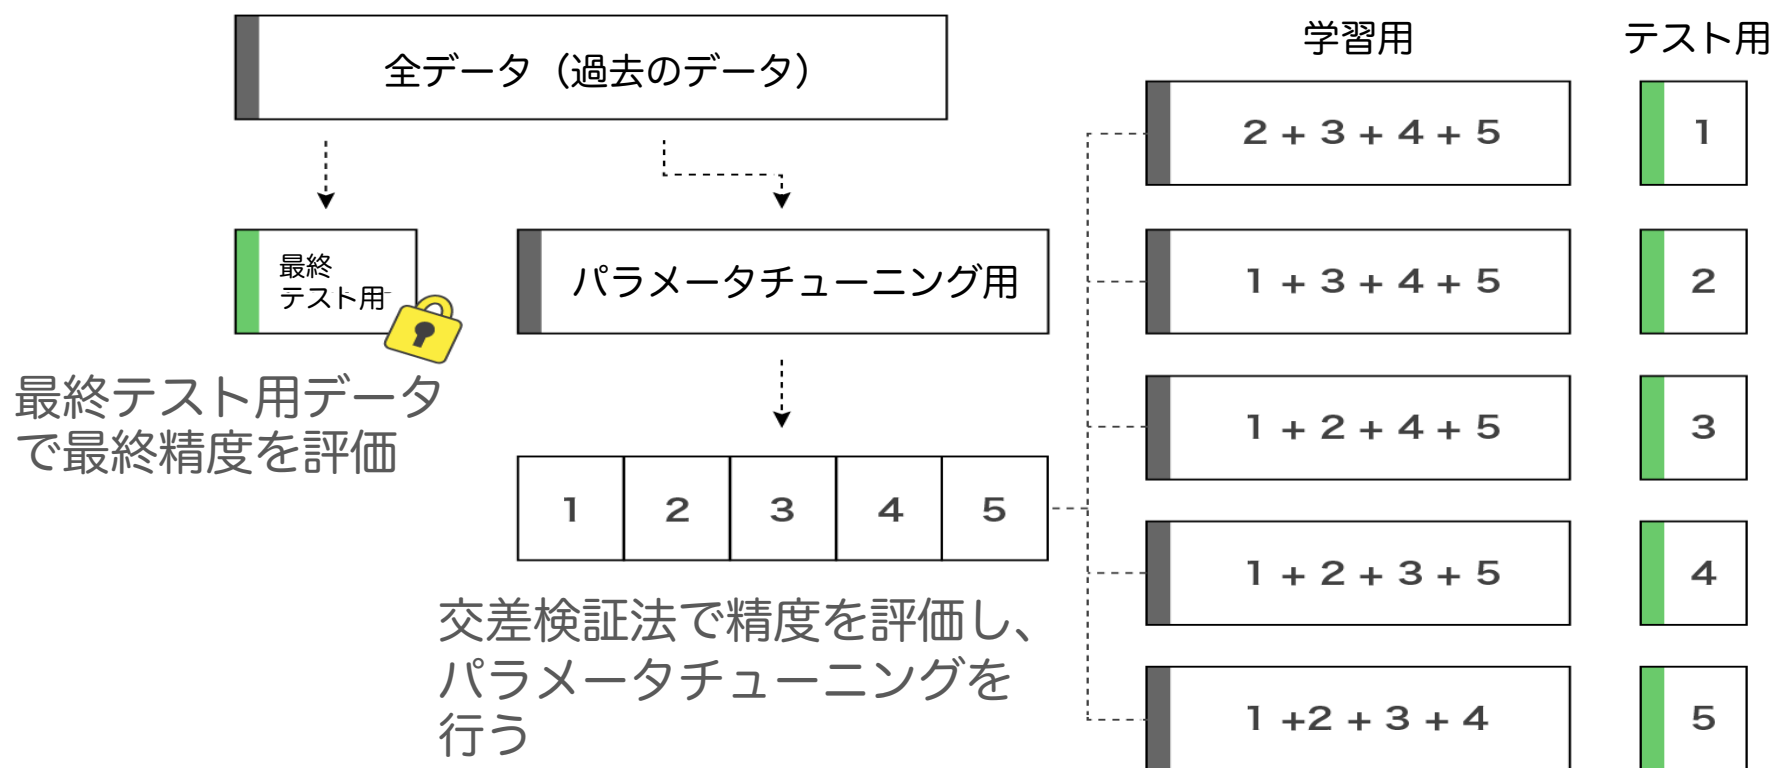 全データ（過去のデータ）
最終
テスト用
パラメータチューニング用
最終テスト用データ
で最終精度を評価
1 2 3 4 5
交差検証法で精度を評価し、
パラメータチューニングを
行う
学習用 テスト用
2 + 3 + 4 + 5 1
1 + 3 + 4 + 5 2
1 + 2 + 4 + 5 3
1 + 2 + 3 + 5 4
1 +2 + 3 + 4 5